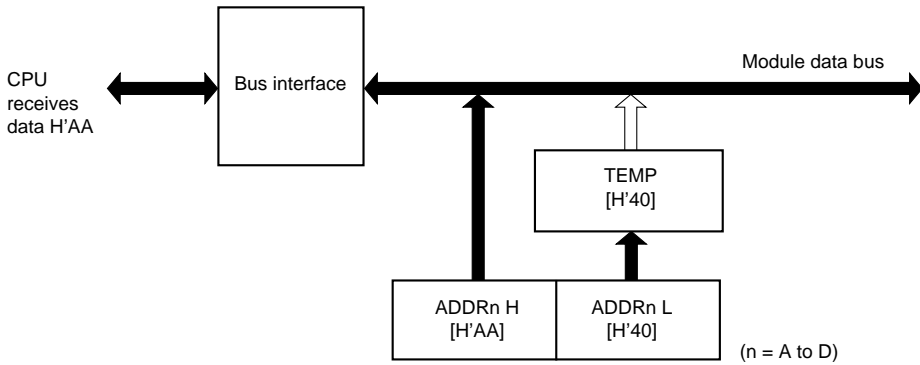 CPU
receives
data H'AA
Bus interface
Module data bus
TEMP
[H'40]
ADDRn H
[H'AA]
ADDRn L
[H'40]
(n = A to D)